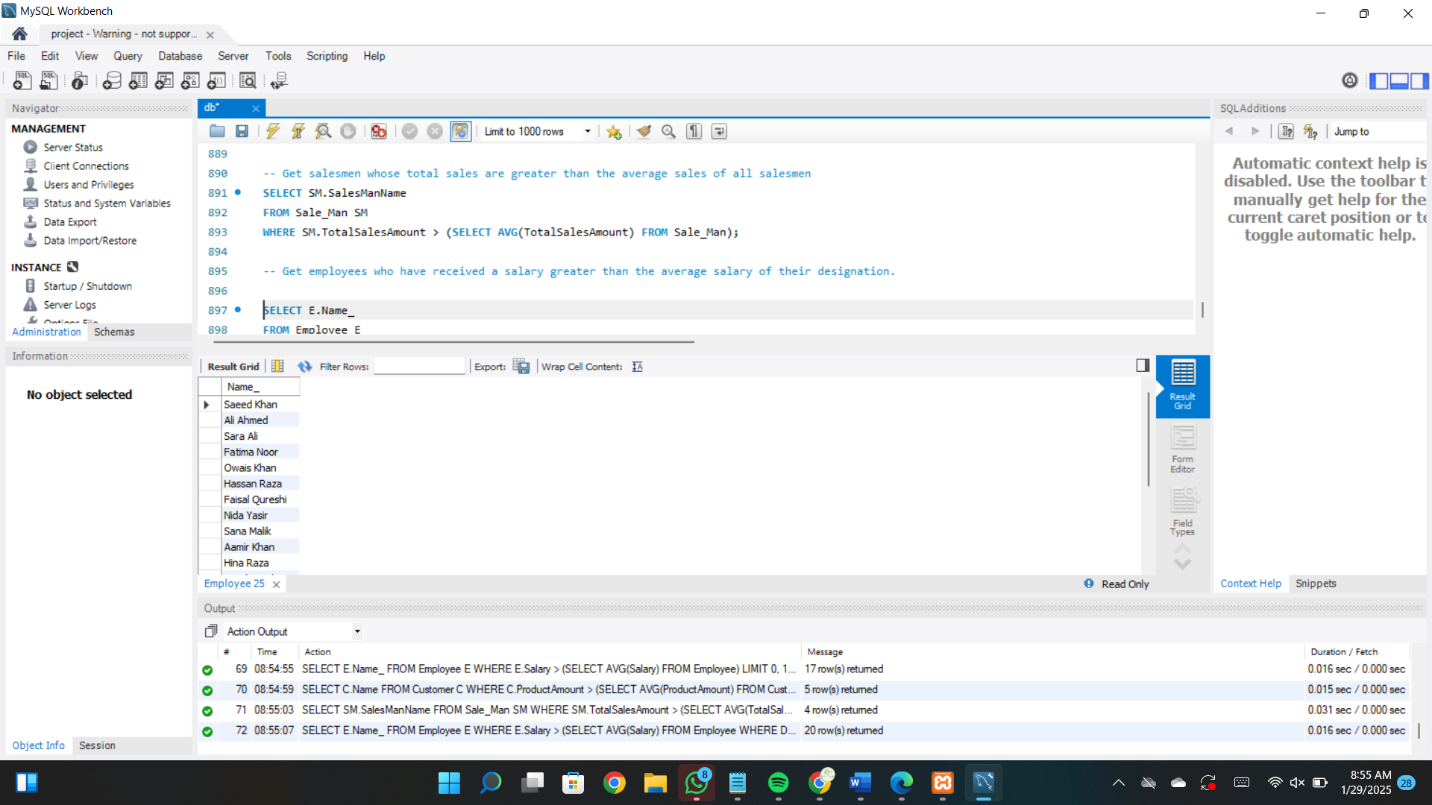 MySQL Workbench
project - Warning - not suppor...
File Edit View Query Database Server Tools Scripting Help
Navigator
MANAGEMENT
Server Status
Client Connections
Users and Privileges
Status and System Variables
Data Export
Data Import/Restore
INSTANCE
Startup / Shutdown
Server Logs
Options File
Administration Schemas
Information
No object selected
Object Info Session
db*
Limit to 1000 rows
889
890 -- Get salesmen whose total sales are greater than the average sales of all salesmen
891 SELECT SM.SalesManName
892 FROM Sale_Man SM
893 WHERE SM.TotalSalesAmount > (SELECT AVG(TotalSalesAmount) FROM Sale_Man);
894
895 -- Get employees who have received a salary greater than the average salary of their designation.
896
897 SELECT E.Name_
898 FROM Employee E
Result Grid Filter Rows: Export: Wrap Cell Content:
Name_
Saeed Khan
Ali Ahmed
Sara Ali
Fatima Noor
Owais Khan
Hassan Raza
Faisal Qureshi
Nida Yasir
Sana Malik
Aamir Khan
Hina Raza
Result
Grid
Form
Editor
Field
Types
Employee 25
Read Only
SQLAdditions
Jump to
Automatic context help is
disabled. Use the toolbar t
manually get help for the
current caret position or to
toggle automatic help.
Context Help Snippets
Output
Action Output
# Time Action Message Duration / Fetch
69 08:54:55 SELECT E.Name_ FROM Employee E WHERE E.Salary > (SELECT AVG(Salary) FROM Employee) LIMIT 0, 1... 17 row(s) returned 0.016 sec / 0.000 sec
70 08:54:59 SELECT C.Name FROM Customer C WHERE C.ProductAmount > (SELECT AVG(ProductAmount) FROM Cust... 5 row(s) returned 0.015 sec / 0.000 sec
71 08:55:03 SELECT SM.SalesManName FROM Sale_Man SM WHERE SM.TotalSalesAmount > (SELECT AVG(TotalSal... 4 row(s) returned 0.031 sec / 0.000 sec
72 08:55:07 SELECT E.Name_ FROM Employee E WHERE E.Salary > (SELECT AVG(Salary) FROM Employee WHERE D... 20 row(s) returned 0.016 sec / 0.000 sec
8
8:55 AM
1/29/2025
28